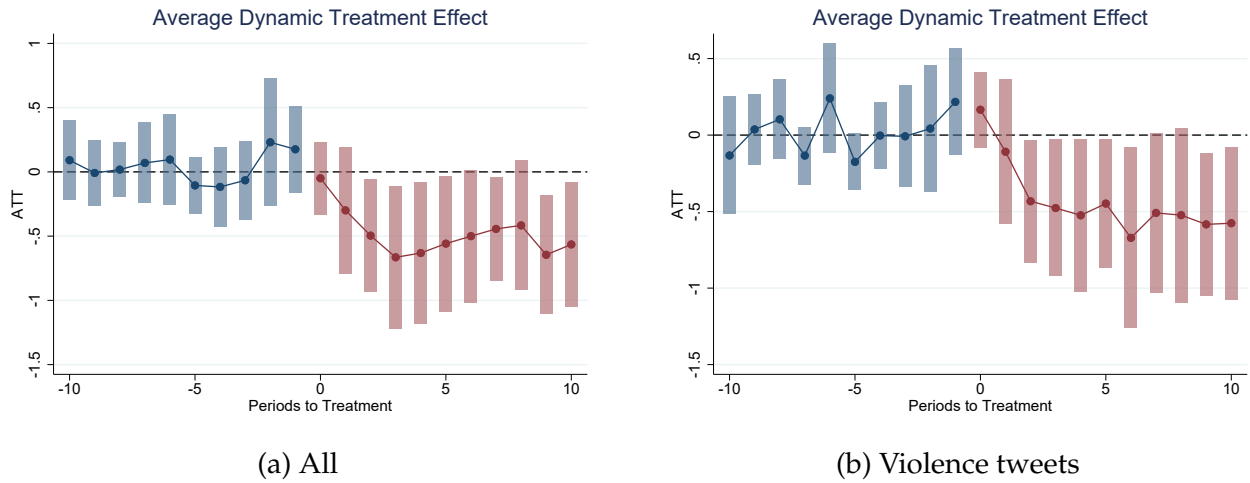 Average Dynamic Treatment Effect
1
.5
0
-.5
-1
-1.5
ATT
-10
-5
0
5
10
Periods to Treatment
(a) All
Average Dynamic Treatment Effect
.5
0
-.5
-1
-1.5
ATT
-10
-5
0
5
10
Periods to Treatment
(b) Violence tweets